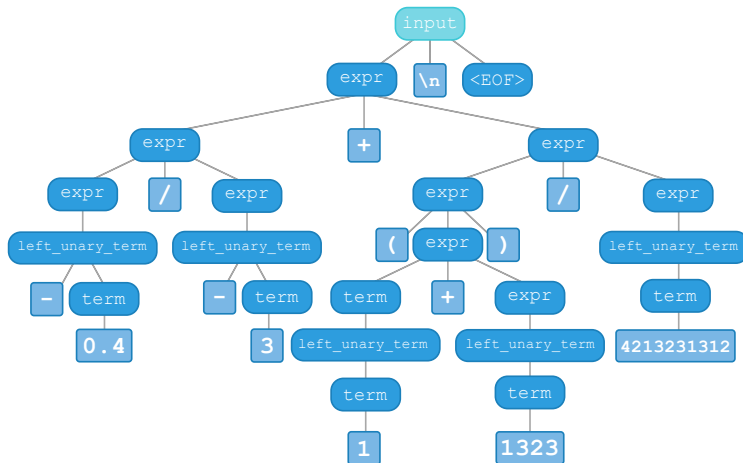 input
expr \n <EOF>
expr + expr
expr / expr expr / expr
left_unary_term left_unary_term ( expr ) left_unary_term
- term - term term + expr term
0.4 3 left_unary_term left_unary_term 4213231312
term term
1 1323